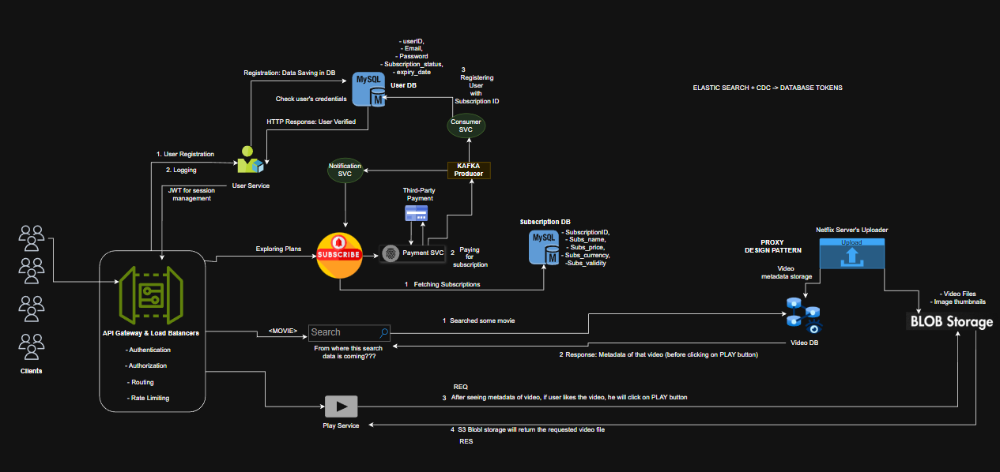 - userID,
- Email,
- Password
- Subscription_status,
- expiry_date
Registration: Data Saving in DB
MySQL
M
User DB
3
Registering
User
with
Subscription ID
ELASTIC SEARCH + CDC -> DATABASE TOKENS
Check user's credentials
HTTP Response: User Verified
Consumer
SVC
1. User Registration
2. Logging
User Service
JWT for session
management
Notification
SVC
KAFKA
Producer
Third-Party
Payment
Exploring Plans
SUBSCRIBE
Payment SVC
2 Paying
for
subscription
1 Fetching Subscriptions
Subscription DB
MySQL
M
- SubscriptionID,
- Subs_name,
- Subs_price,
- Subs_currency,
-Subs_validity
Netflix Server's Uploader
Upload
PROXY
DESIGN PATTERN
Video
metadata storage
- Video Files
- Image thumbnails
BLOB Storage
Video DB
Clients
API Gateway & Load Balancers
- Authentication
- Authorization
- Routing
- Rate Limiting
<MOVIE>
Search
From where this search
data is coming???
1 Searched some movie
2 Response: Metadata of that video (before clicking on PLAY button)
REQ
3 After seeing metadata of video, if user likes the video, he will click on PLAY button
Play Service
4 S3 Blobl storage will return the requested video file
RES